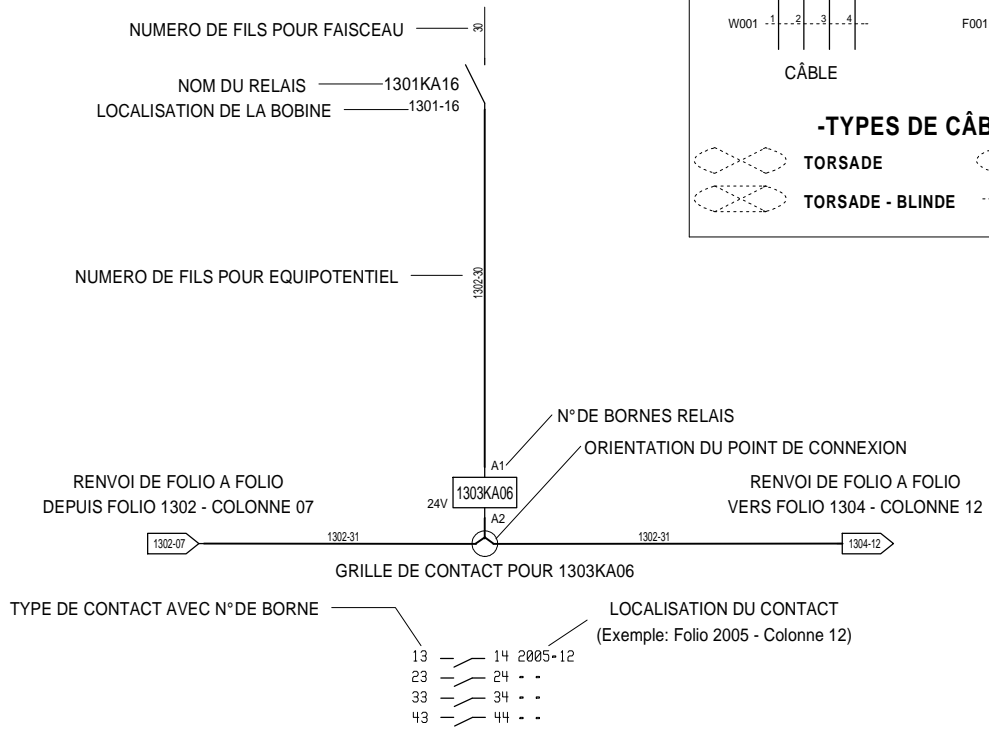 NUMERO DE FILS POUR FAISCEAU
30
W001 1 2 3 4
F001
CÂBLE
NOM DU RELAIS
1301KA16
LOCALISATION DE LA BOBINE
1301-16
-TYPES DE CÂB
TORSADE
TORSADE - BLINDE
NUMERO DE FILS POUR EQUIPOTENTIEL
1302-30
N°DE BORNES RELAIS
ORIENTATION DU POINT DE CONNEXION
A1
RENVOI DE FOLIO A FOLIO
DEPUIS FOLIO 1302 - COLONNE 07
24V
1303KA06
A2
RENVOI DE FOLIO A FOLIO
VERS FOLIO 1304 - COLONNE 12
1302-07
1302-31
1302-31
1304-12
GRILLE DE CONTACT POUR 1303KA06
TYPE DE CONTACT AVEC N°DE BORNE
LOCALISATION DU CONTACT
(Exemple: Folio 2005 - Colonne 12)
13 14 2005-12
23 24 - -
33 34 - -
43 44 - -